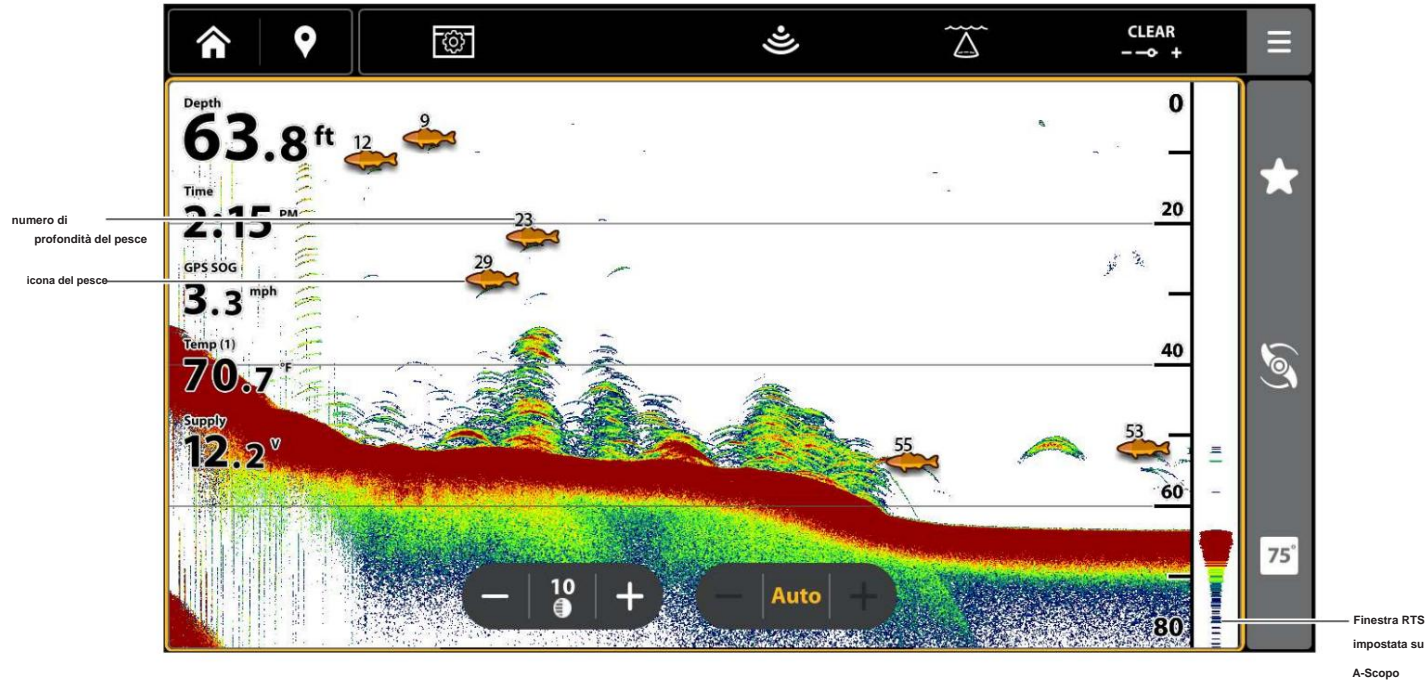 CLEAR
Depth
63.8 ft
0
9
12
Time
2:15 PM
20
23
numero di
profondità del pesce
GPS SOG
3.3 mph
29
icona del pesce
Temp (1)
70.7 °F
40
Supply
12.2 V
55
53
60
75°
10
Auto
80
Finestra RTS
impostata su
A-Scopo